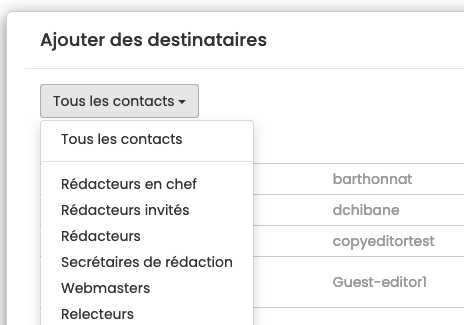 Ajouter des destinataires
Tous les contacts
Tous les contacts
Rédacteurs en chef
barthonnat
Rédacteurs invités
dchibane
Rédacteurs
copyeditortest
Secrétaires de rédaction
Webmasters
Guest-editor1
Relecteurs